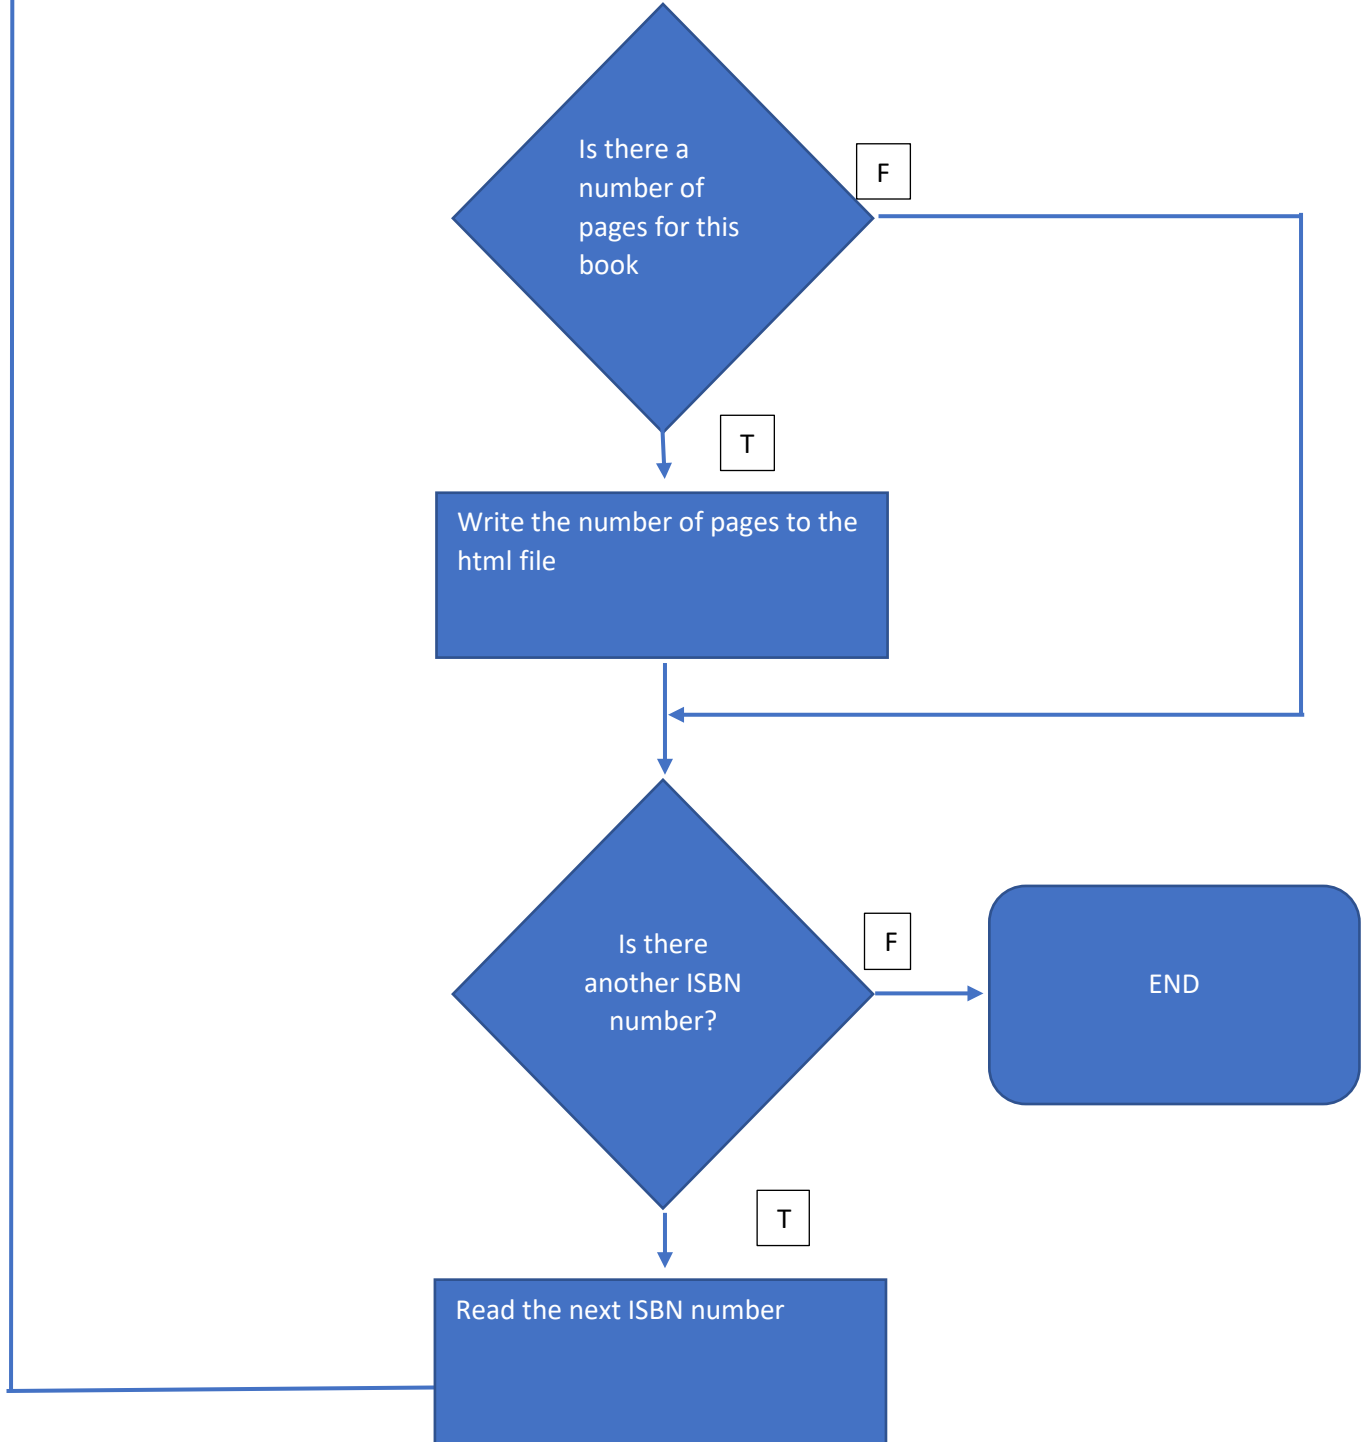 Is there a
number of
pages for this
book
F
T
Write the number of pages to the
html file
Is there
another ISBN
number?
F
END
T
Read the next ISBN number